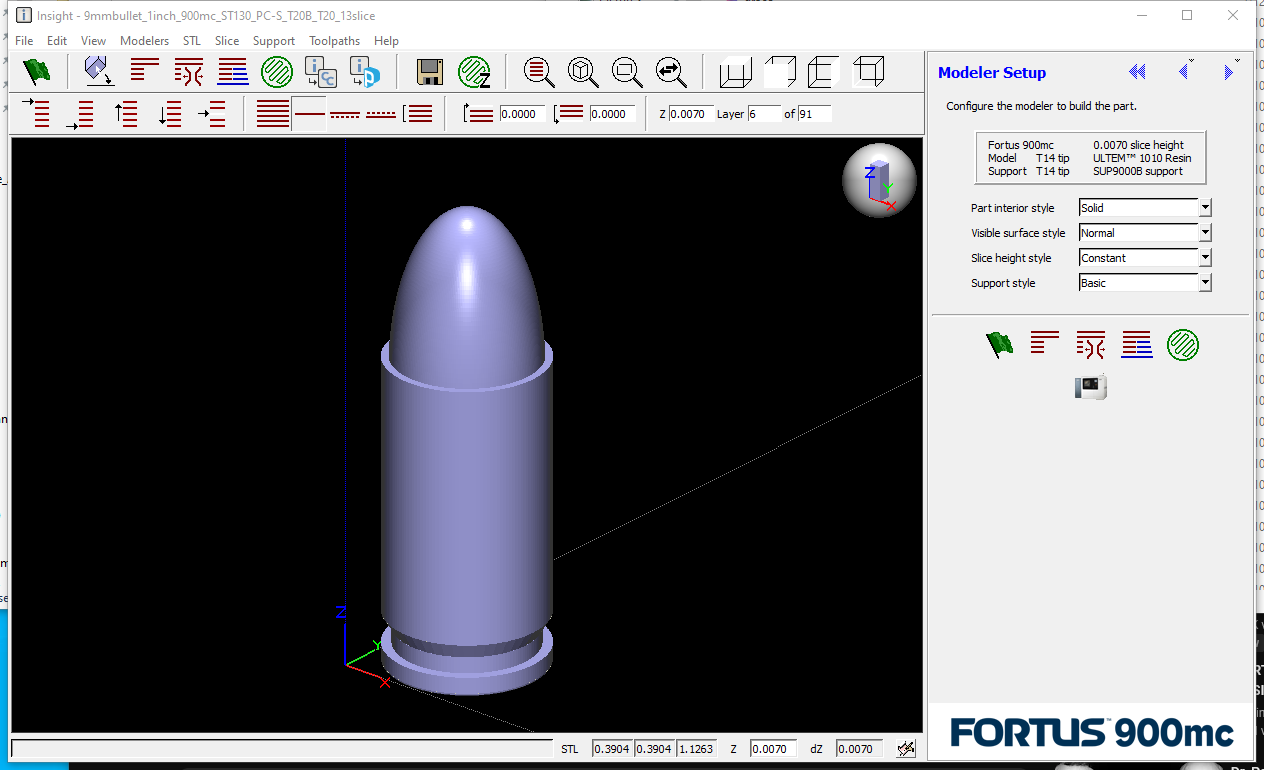 Insight - 9mmbullet_1inch_900mc_ST130_PC-S_T20B_T20_13slice
File Edit View Modelers STL Slice Support Toolpaths Help
0.0000 0.0000 Z 0.0070 Layer 6 of 91
Z
Y
X
Z
Y
X
STL 0.3904 0.3904 1.1263 Z 0.0070 dZ 0.0070
Modeler Setup
Configure the modeler to build the part.
Fortus 900mc 0.0070 slice height
Model T14 tip ULTEM™ 1010 Resin
Support T14 tip SUP9000B support
Part interior style Solid
Visible surface style Normal
Slice height style Constant
Support style Basic
FORTUS™ 900mc